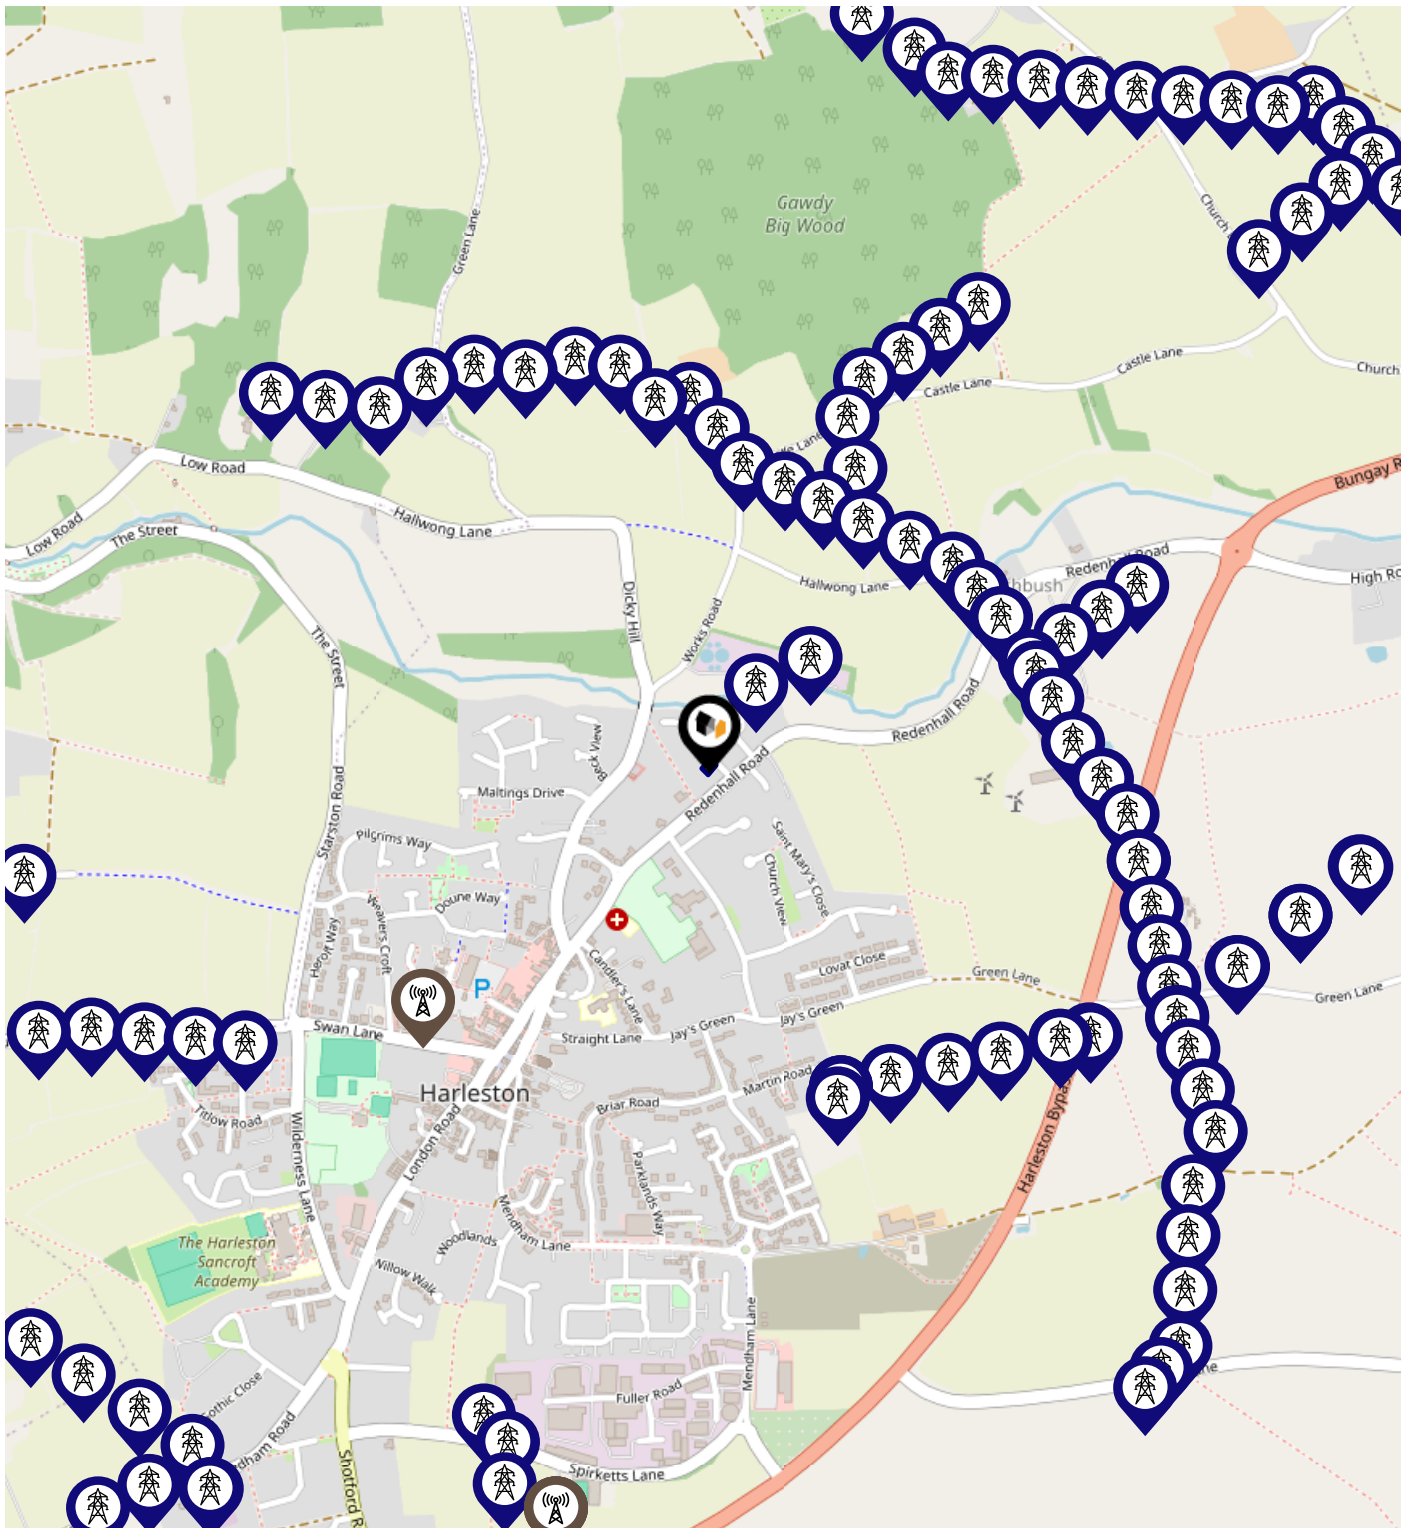 Gawdy
Big Wood
Green Lane
Church
Castle Lane
Castle Lane
Church
Low Road
Low Road
The Street
Hallwong Lane
Bungay R
Redenhall Road
High Ro
Hallwong Lane
Dicky Hill
Works Road
The Street
Redenhall Road
Redenhall Road
Back View
Maltings Drive
Starston Road
Pilgrims Way
Saint Mary's Close
Church View
Doune Way
Weavers Croft
Herolf Way
Candler's Lane
Lovat Close
Green Lane
Green Lane
P
Swan Lane
Straight Lane
Jay's Green
Jay's Green
Martin Road
Harleston
Briar Road
Titlow Road
Wilderness Lane
London Road
Harleston Bypass
Parklands Way
Mendham Lane
Woodlands
Willow Walk
The Harleston
Sancroft
Academy
Mendham Lane
Gothic Close
Fuller Road
Spirketts Lane